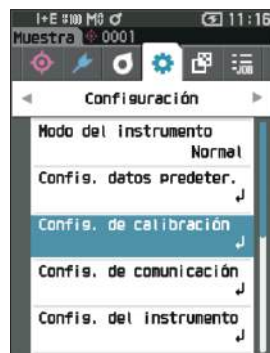 I+E M0 11:16
Muestra 0001
JOB
Configuración
Modo del instrumento
Normal
Config. datos predeter.
Config. de calibración
Config. de comunicación
Config. del instrumento